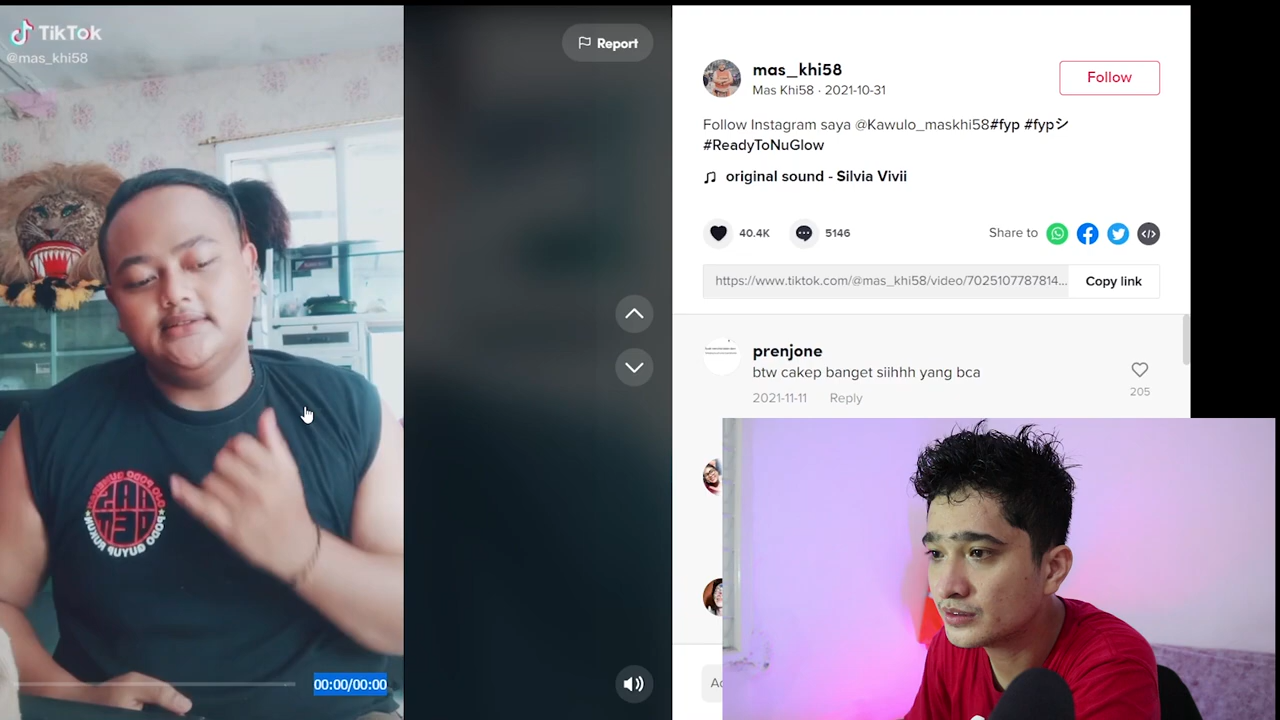 TikTok
@mas_khi58
00:00/00:00
Report
mas_khi58
Mas Khi58 · 2021-10-31
Follow
Follow Instagram saya @Kawulo_maskhi58#fyp #fypシ
#ReadyToNuGlow
original sound - Silvia Vivii
40.4K
5146
Share to
https://www.tiktok.com/@mas_khi58/video/7025107787814...
Copy link
prenjone
btw cakep banget siihhh yang bca
2021-11-11
Reply
205